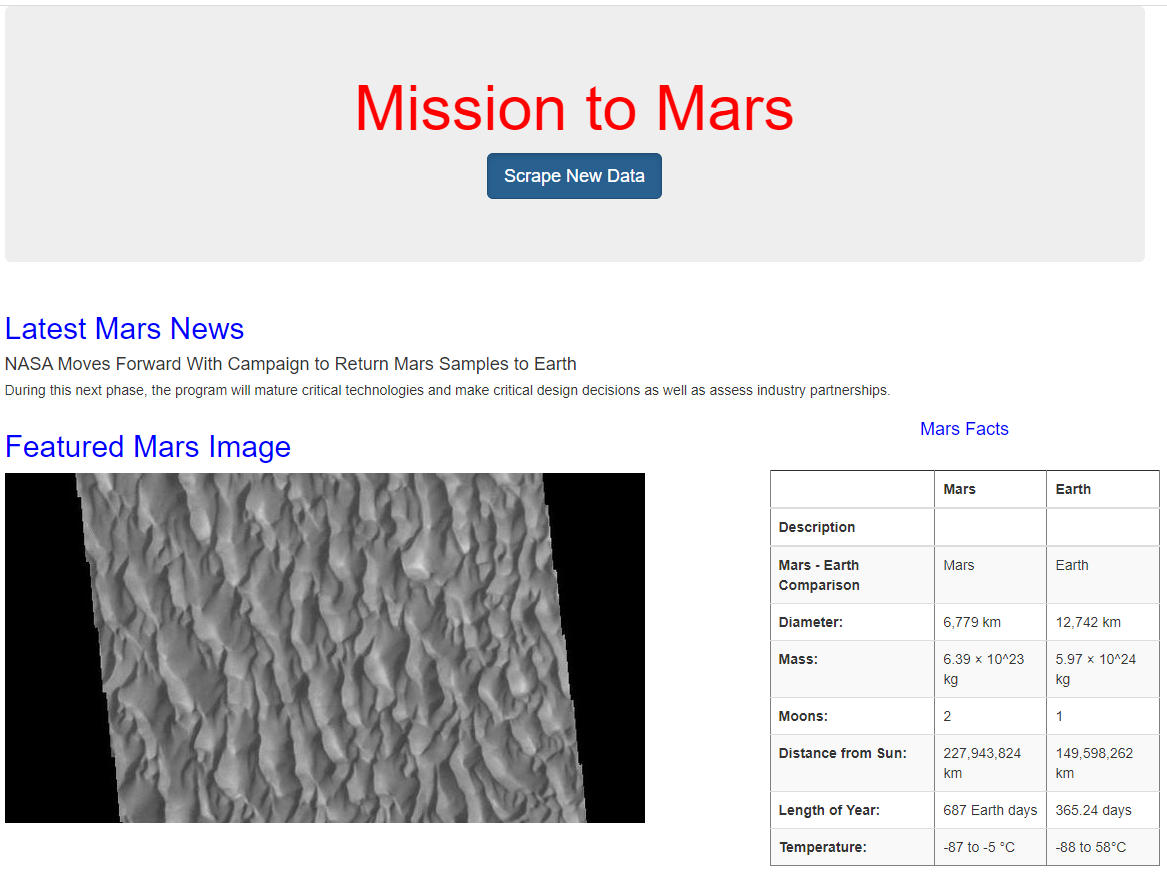 Mission to Mars
Scrape New Data
Latest Mars News
NASA Moves Forward With Campaign to Return Mars Samples to Earth
During this next phase, the program will mature critical technologies and make critical design decisions as well as assess industry partnerships.
Featured Mars Image
Mars Facts
Mars Earth
Description
Mars - Earth Mars Earth
Comparison
Diameter: 6,779 km 12,742 km
Mass: 6.39 × 10^23 5.97 × 10^24
kg kg
Moons: 2 1
Distance from Sun: 227,943,824 149,598,262
km km
Length of Year: 687 Earth days 365.24 days
Temperature: -87 to -5 °C -88 to 58°C